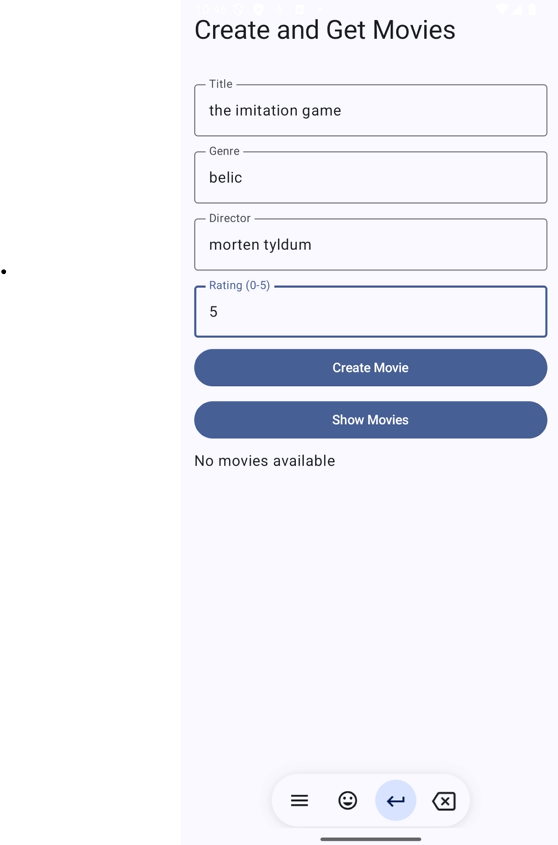 Create and Get Movies
Title
the imitation game
Genre
belic
Director
morten tyldum
Rating (0-5)
5
Create Movie
Show Movies
No movies available